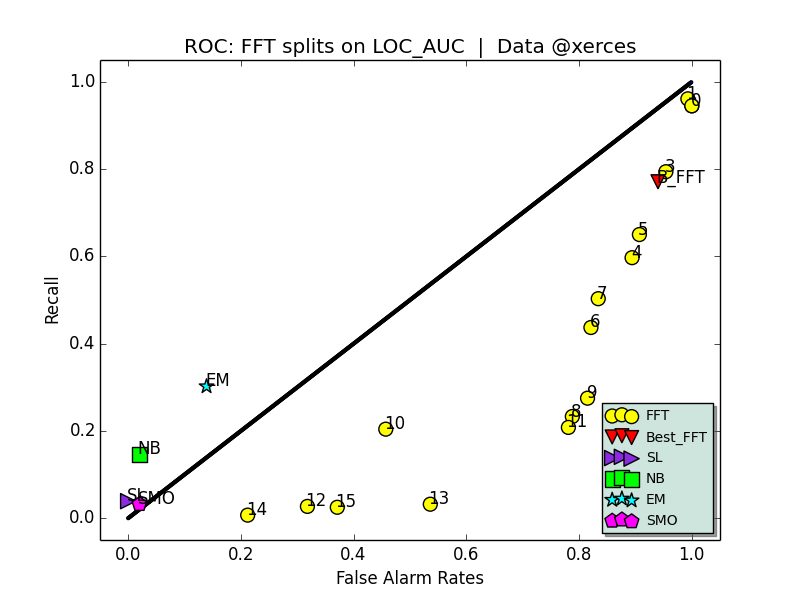 ROC: FFT splits on LOC_AUC | Data @xerces
1.0
0.8
0.6
0.4
0.2
0.0
Recall
1
0
3
B_FFT
5
4
7
6
EM
9
8
11
10
NB
SL
SMO
14
12
15
13
FFT
Best_FFT
SL
NB
EM
SMO
0.0 0.2 0.4 0.6 0.8 1.0
False Alarm Rates